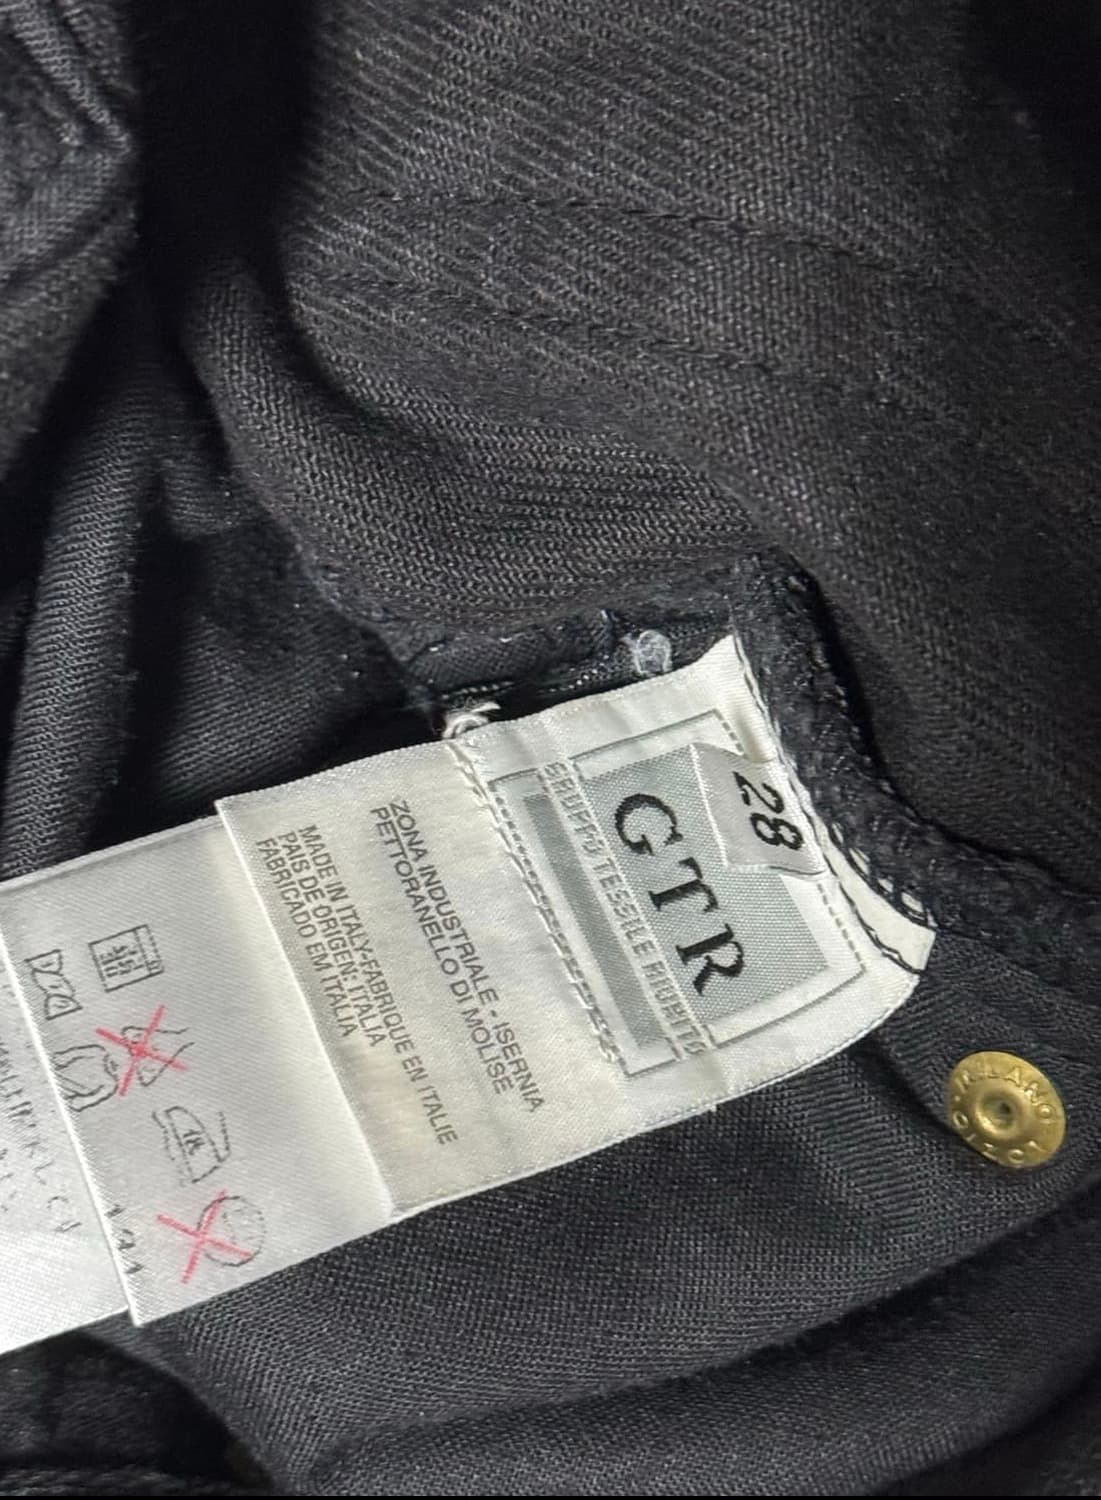 28
GTR
GRUPPO TESSILE RIUNITO
ZONA INDUSTRIALE - ISERNIA
PETTORANELLO DI MOLISE
MADE IN ITALY-FABRIQUE EN ITALIE
PAIS DE ORIGEN: ITALIA
FABRICADO EM ITALIA
MILANO